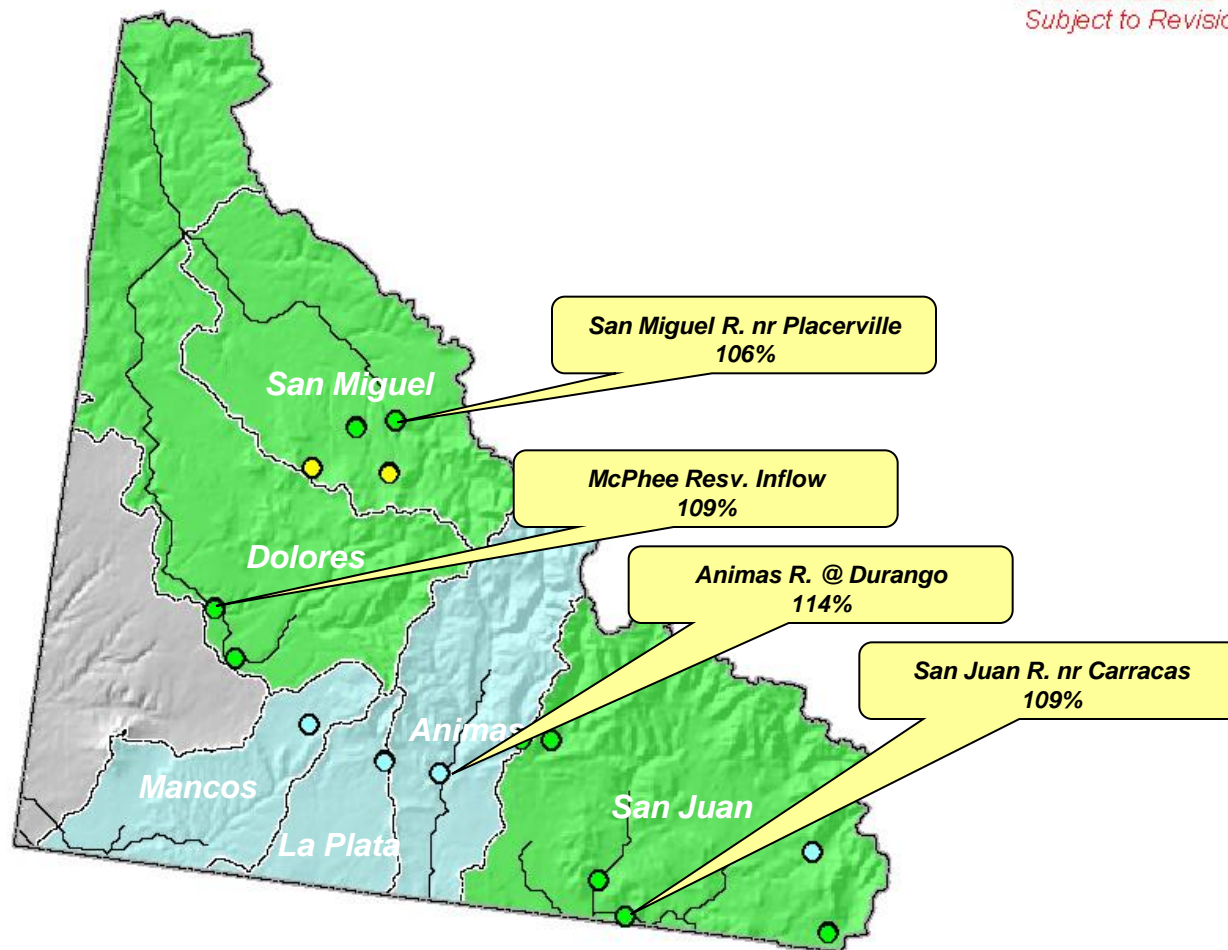 San Miguel R. nr Placerville
106%
San Miguel
McPhee Resv. Inflow
109%
Dolores
Animas R. @ Durango
114%
San Juan R. nr Carracas
109%
Animas
Mancos
San Juan
La Plata
Subject to